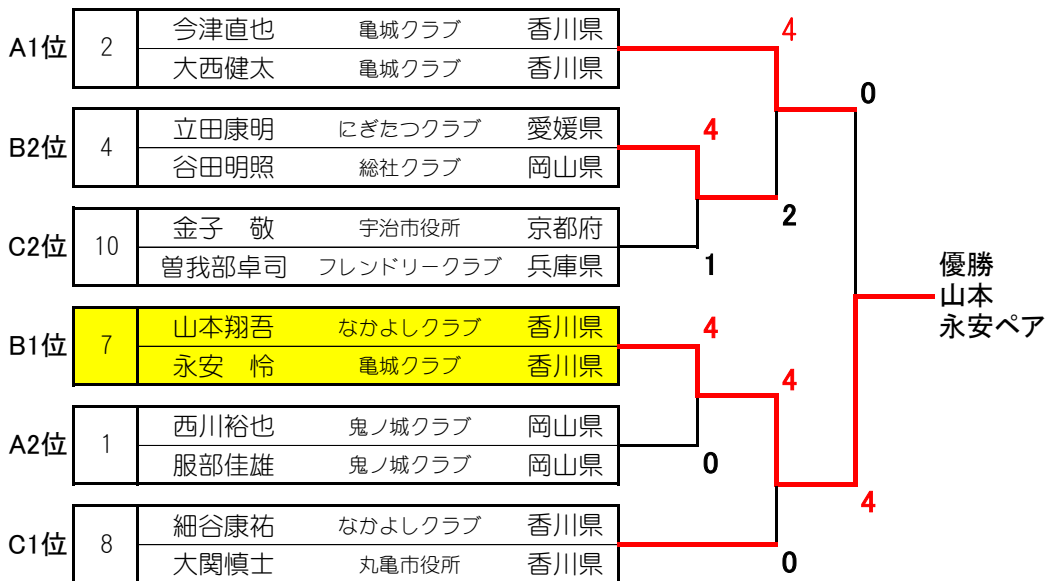 A1位 2 今津直也 亀城クラブ 香川県 4
大西健太 亀城クラブ 香川県
0
B2位 4 立田康明 にぎたつクラブ 愛媛県 4
谷田明照 総社クラブ 岡山県
2
C2位 10 金子 敬 宇治市役所 京都府
曽我部卓司 フレンドリークラブ 兵庫県 1
優勝
山本
永安ペア
B1位 7 山本翔吾 なかよしクラブ 香川県 4
永安 怜 亀城クラブ 香川県
4
A2位 1 西川裕也 鬼ノ城クラブ 岡山県
服部佳雄 鬼ノ城クラブ 岡山県 0
4
C1位 8 細谷康祐 なかよしクラブ 香川県
大関慎士 丸亀市役所 香川県 0